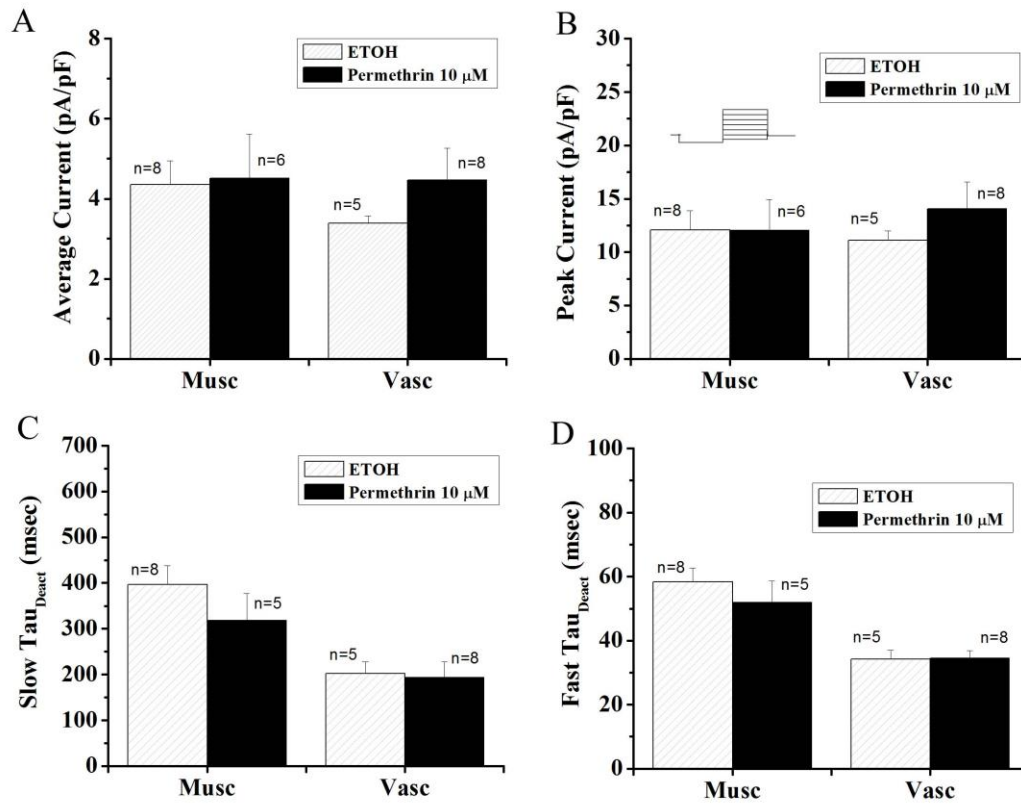 A
Average Current (pA/pF)
8
6
4
2
0
ETOH
Permethrin 10 μM
n=8
n=6
n=5
n=8
Musc
Vasc
B
Peak Current (pA/pF)
30
25
20
15
10
5
0
ETOH
Permethrin 10 μM
n=8
n=6
n=5
n=8
Musc
Vasc
C
Slow Tau_Deact (msec)
700
600
500
400
300
200
100
0
ETOH
Permethrin 10 μM
n=8
n=5
n=5
n=8
Musc
Vasc
D
Fast Tau_Deact (msec)
100
80
60
40
20
0
ETOH
Permethrin 10 μM
n=8
n=5
n=5
n=8
Musc
Vasc